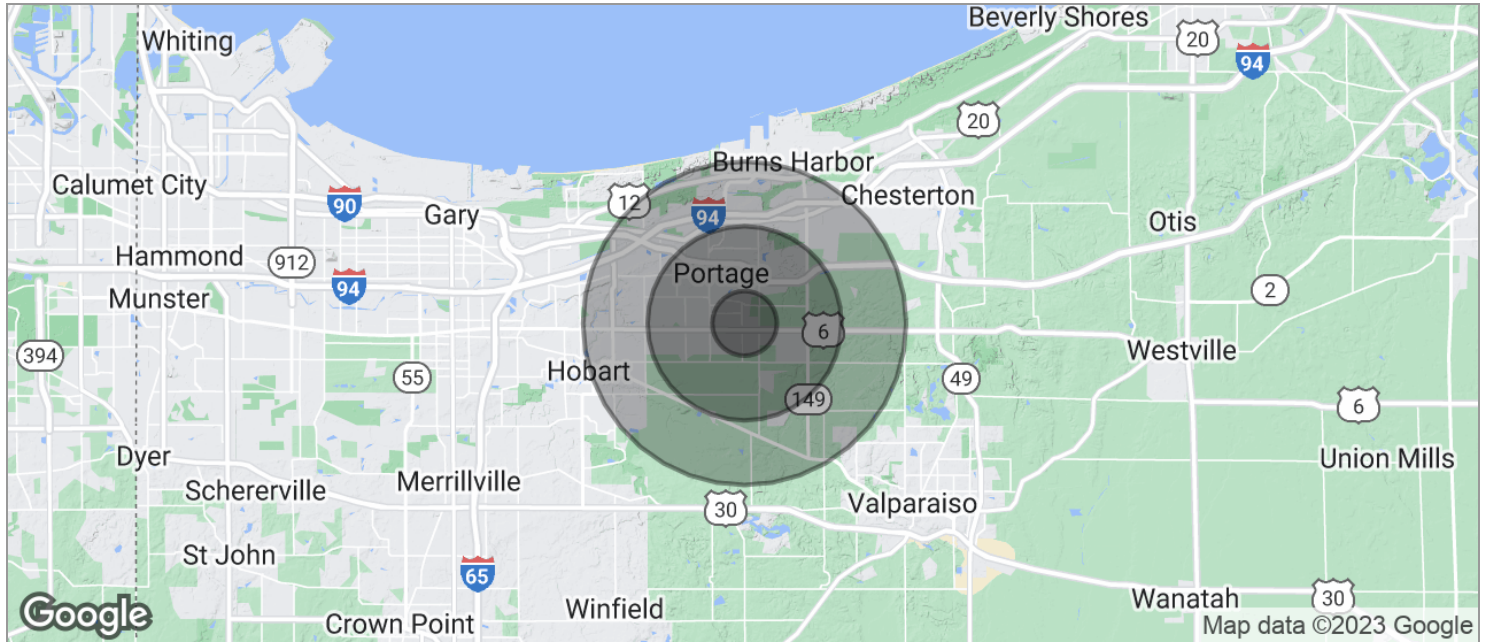 Beverly Shores
Whiting
20
94
20
Burns Harbor
Calumet City
Chesterton
90
12
94
Gary
Otis
Hammond
912
Portage
94
2
Munster
6
394
Westville
Hobart
55
49
149
6
Dyer
Union Mills
Merrillville
Schererville
30
Valparaiso
St John
65
Winfield
Wanatah
30
Google
Crown Point
Map data ©2023 Google